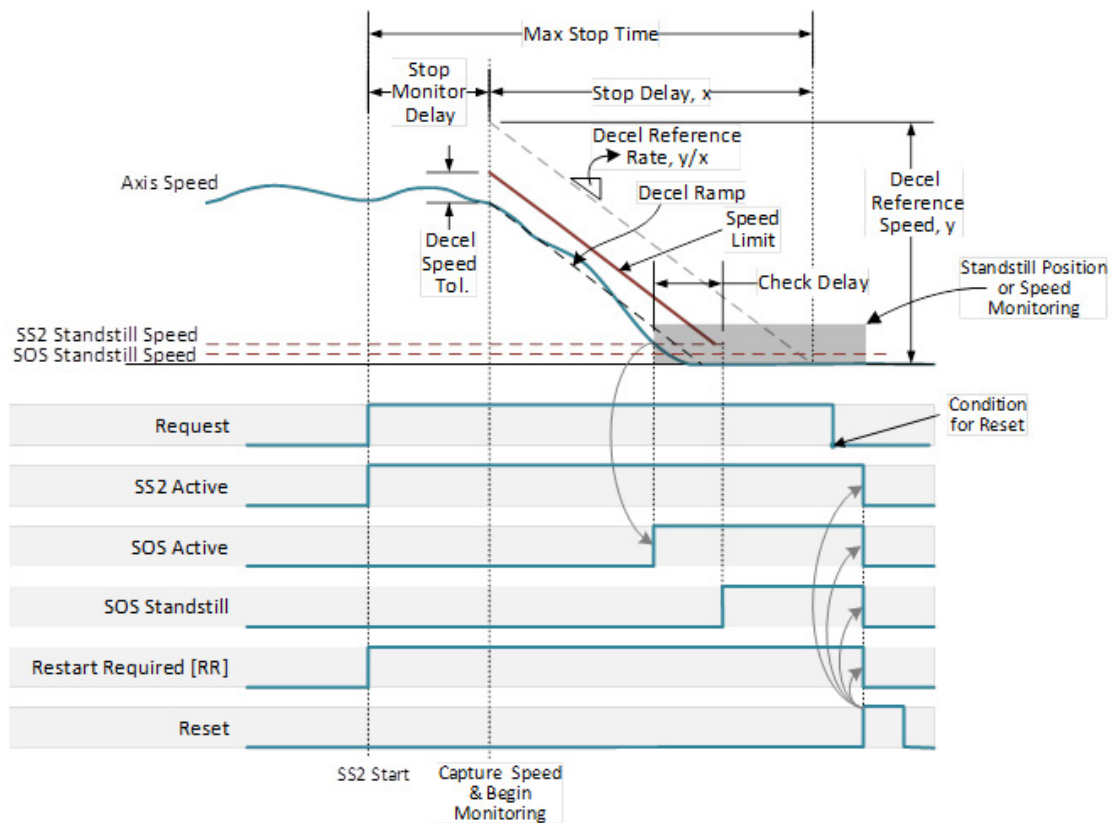 Max Stop Time
Stop
Monitor
Delay
Stop Delay, x
Decel Reference
Rate, y/x
Axis Speed
Decel Ramp
Decel
Reference
Speed, y
Speed
Limit
Decel
Speed
Tol.
Check Delay
Standstill Position
or Speed
Monitoring
SS2 Standstill Speed
SOS Standstill Speed
Request
Condition
for Reset
SS2 Active
SOS Active
SOS Standstill
Restart Required [RR]
Reset
SS2 Start
Capture Speed
& Begin
Monitoring